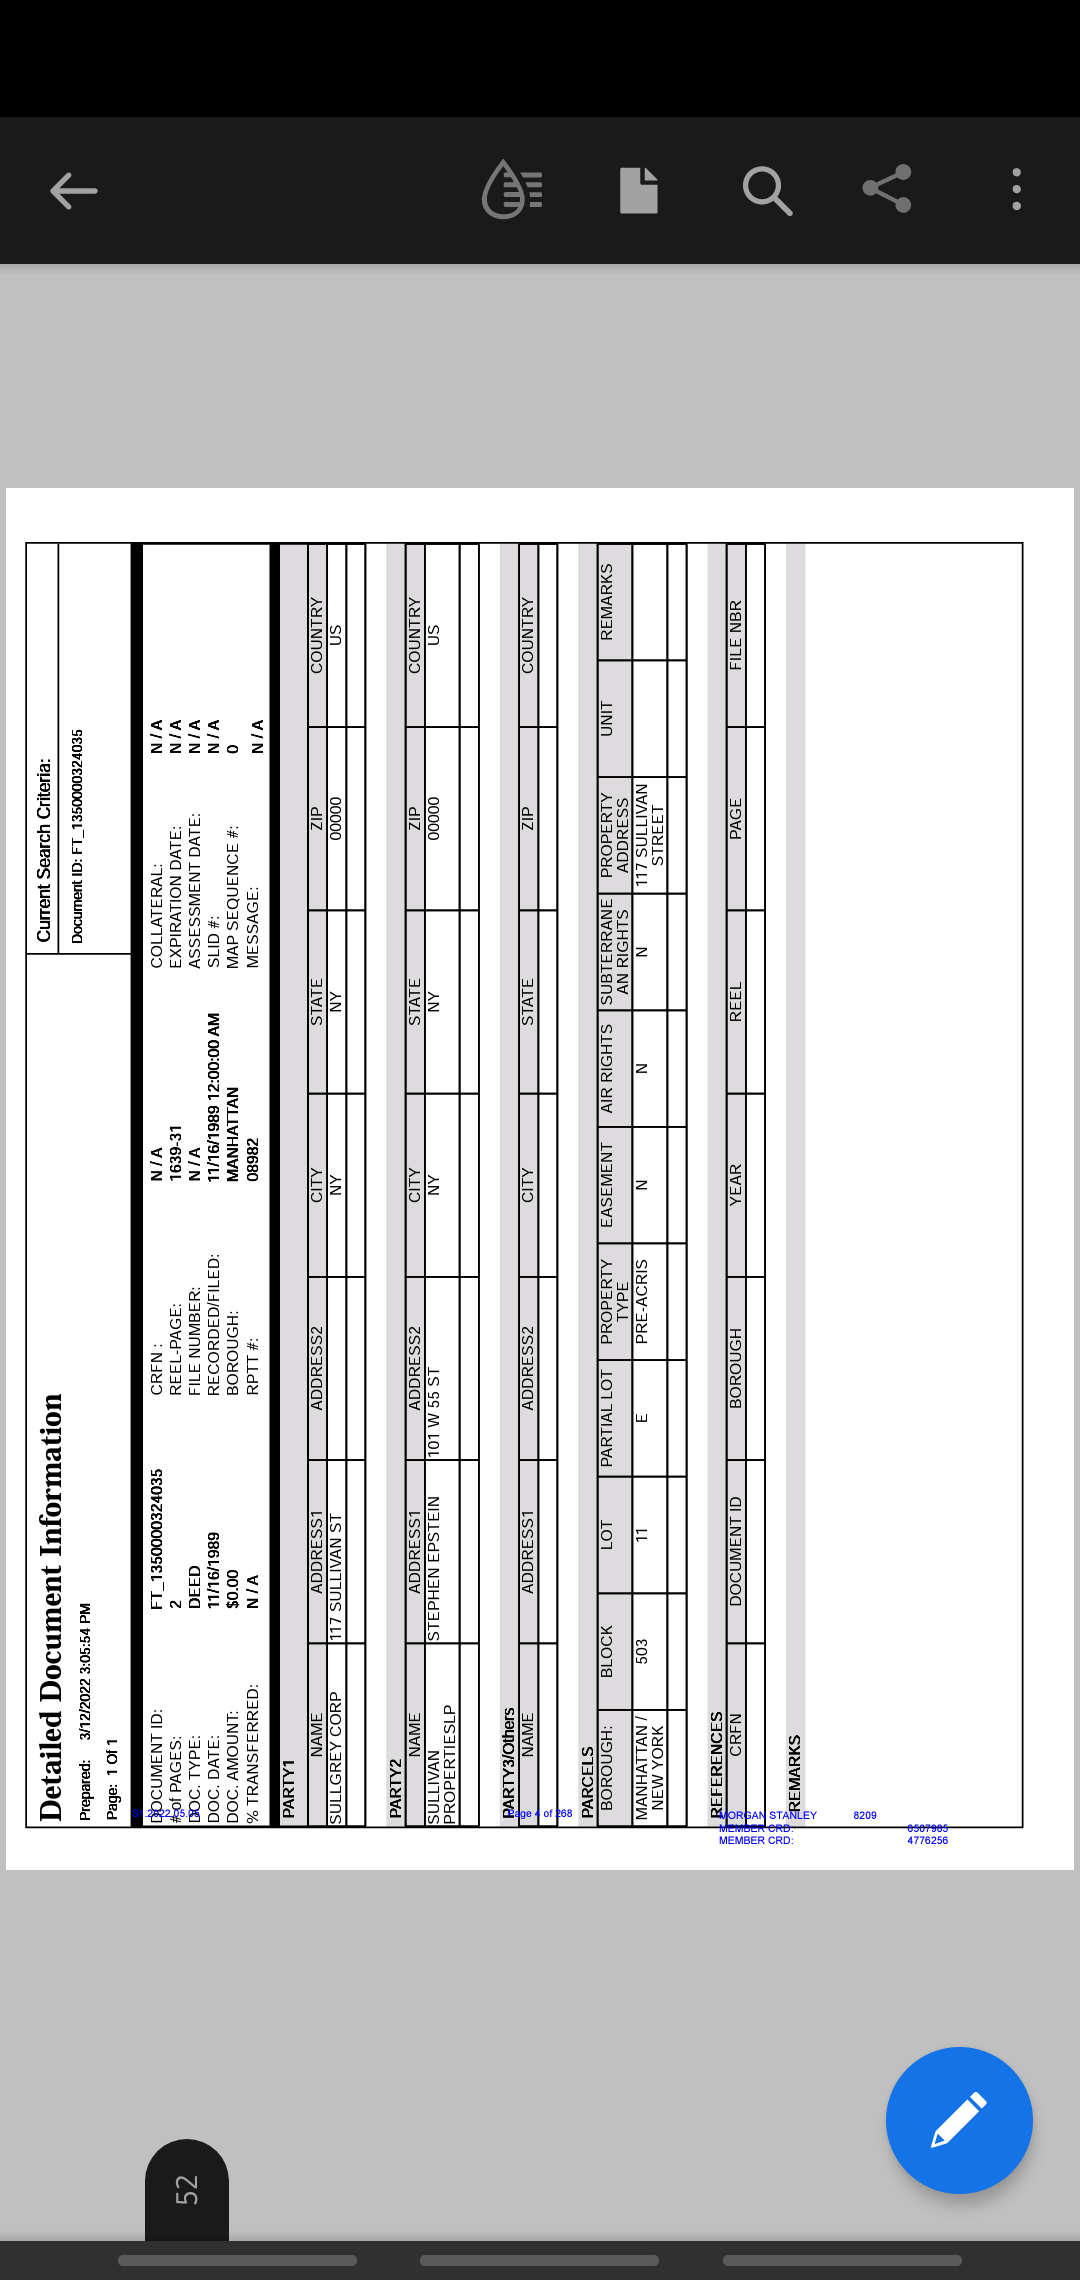 Detailed Document Information
Prepared: 3/12/2022 3:05:54 PM
Page: 1 Of 1
Current Search Criteria:
Document ID: FT_1350000324035
DOCUMENT ID: FT_1350000324035 CRFN : N / A COLLATERAL: N / A
# of PAGES: 2 REEL-PAGE: 1639-31 EXPIRATION DATE: N / A
DOC. TYPE: DEED FILE NUMBER: N / A ASSESSMENT DATE: N / A
DOC. DATE: 11/16/1989 RECORDED/FILED: 11/16/1989 12:00:00 AM SLID #: N / A
DOC. AMOUNT: $0.00 BOROUGH: MANHATTAN MAP SEQUENCE #: 0
% TRANSFERRED: N / A RPTT #: 08982 MESSAGE: N / A
PARTY1
NAME ADDRESS1 ADDRESS2 CITY STATE ZIP COUNTRY
SULLGREY CORP 117 SULLIVAN ST NY NY 00000 US
PARTY2
NAME ADDRESS1 ADDRESS2 CITY STATE ZIP COUNTRY
SULLIVAN STEPHEN EPSTEIN 101 W 55 ST NY NY 00000 US
PROPERTIESLP
PARTY3/Others
NAME ADDRESS1 ADDRESS2 CITY STATE ZIP COUNTRY
PARCELS
BOROUGH: BLOCK LOT PARTIAL LOT PROPERTY TYPE EASEMENT AIR RIGHTS SUBTERRANEAN RIGHTS PROPERTY ADDRESS UNIT REMARKS
MANHATTAN / NEW YORK 503 11 E PRE-ACRIS N N N 117 SULLIVAN STREET
REFERENCES
CRFN DOCUMENT ID BOROUGH YEAR REEL PAGE FILE NBR
REMARKS
Page 4 of 268
MORGAN STANLEY 8209
MEMBER CRD: 6507985
MEMBER CRD: 4776256
52